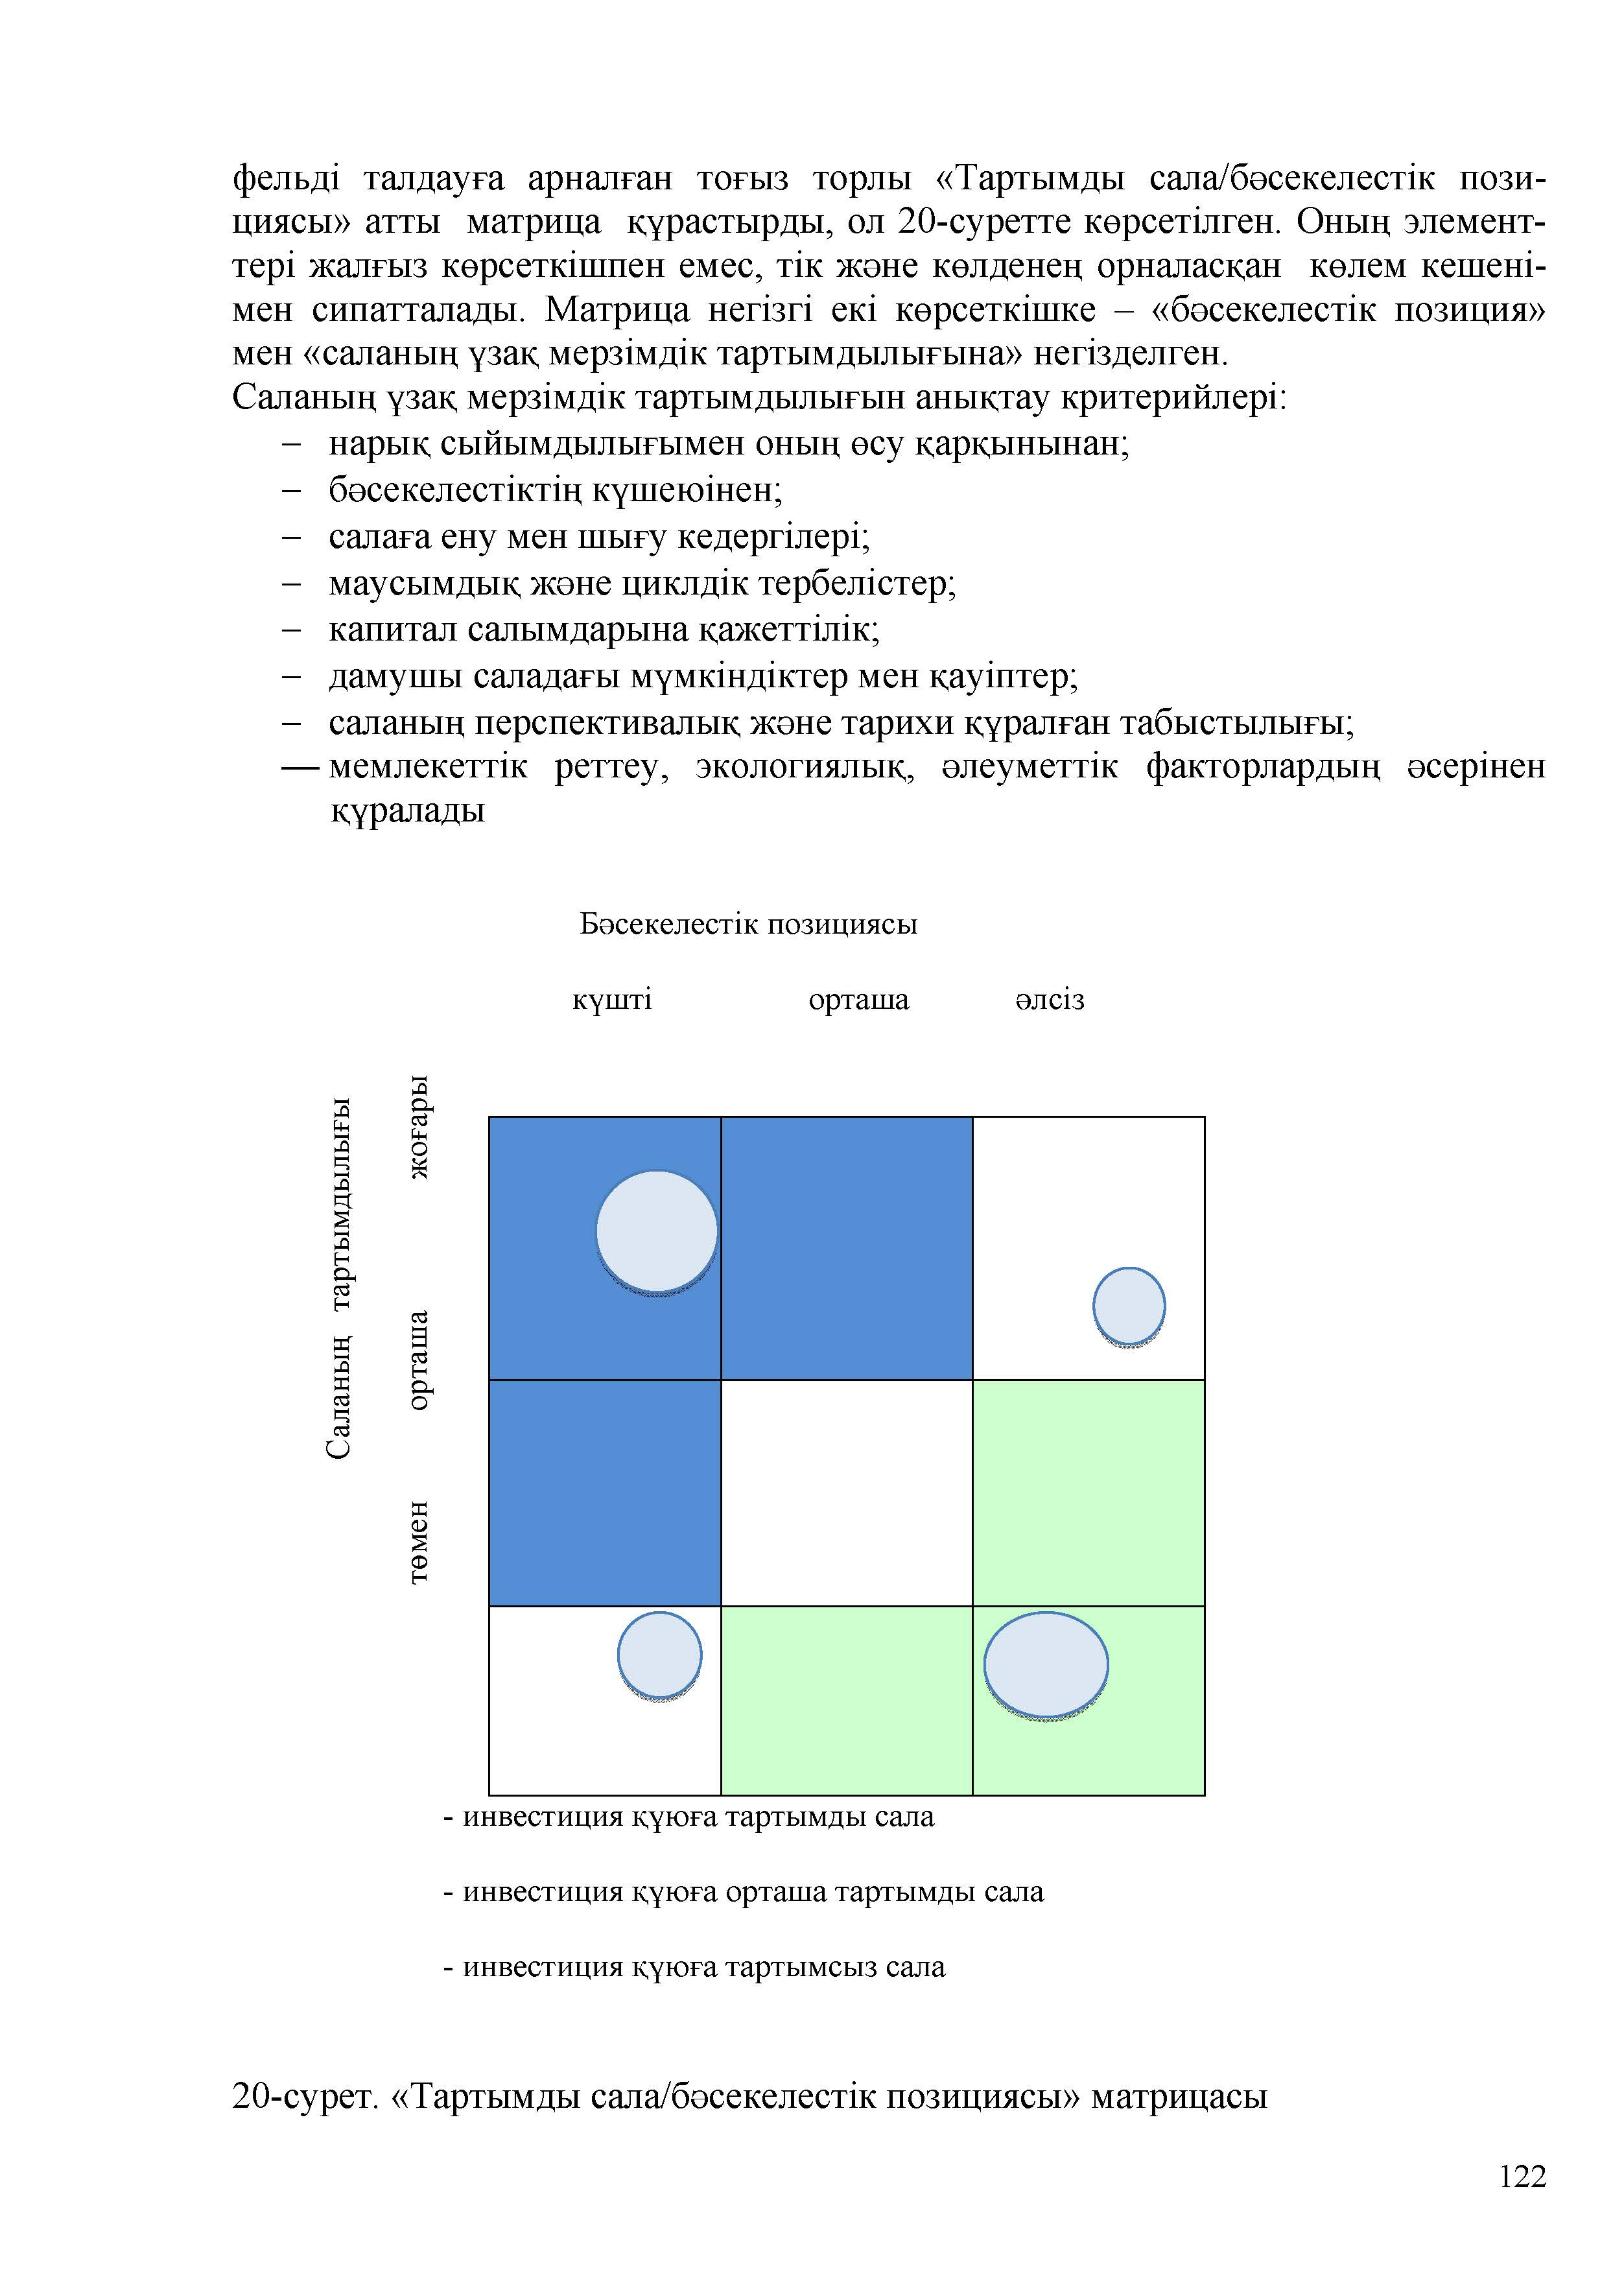 фельді талдауға арналған тоғыз торлы «Тартымды сала/бәсекелестік пози-
циясы» атты матрица құрастырды, ол 20-суретте көрсетілген. Оның элемент-
тері жалғыз көрсеткішпен емес, тік және көлденең орналасқан көлем кешені-
мен сипатталады. Матрица негізгі екі көрсеткішке – «бәсекелестік позиция»
мен «саланың ұзақ мерзімдік тартымдылығына» негізделген.
Саланың ұзақ мерзімдік тартымдылығын анықтау критерийлері:
– нарық сыйымдылығымен оның өсу қарқынынан;
– бәсекелестіктің күшеюінен;
– салаға ену мен шығу кедергілері;
– маусымдық және циклдік тербелістер;
– капитал салымдарына қажеттілік;
– дамушы саладағы мүмкіндіктер мен қауіптер;
– саланың перспективалық және тарихи құралған табыстылығы;
— мемлекеттік реттеу, экологиялық, әлеуметтік факторлардың әсерінен
құралады
Бәсекелестік позициясы
күшті орташа әлсіз
Саланың тартымдылығы
жоғары
орташа
төмен
- инвестиция құюға тартымды сала
- инвестиция құюға орташа тартымды сала
- инвестиция құюға тартымсыз сала
20-сурет. «Тартымды сала/бәсекелестік позициясы» матрицасы
122